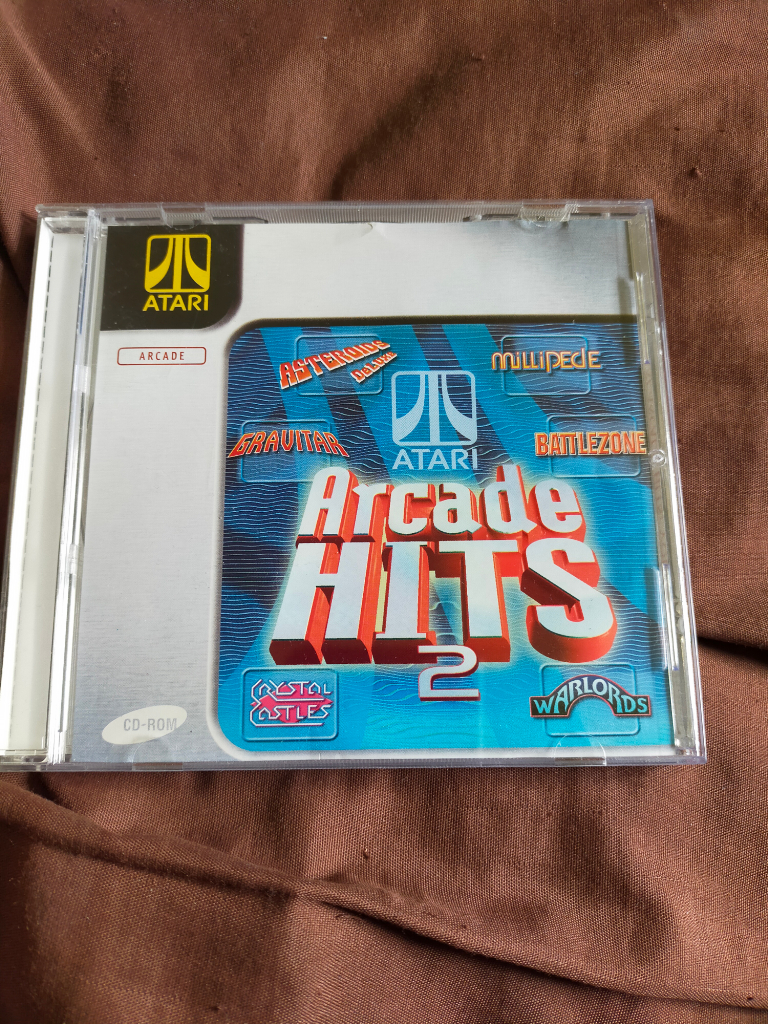 ATARI
ARCADE
ASTEROIDS
DELUXE
millipede
ATARI
GRAVITAR
BATTLEZONE
Arcade
HITS
2
CRYSTAL
CASTLES
WARLORDS
CD-ROM